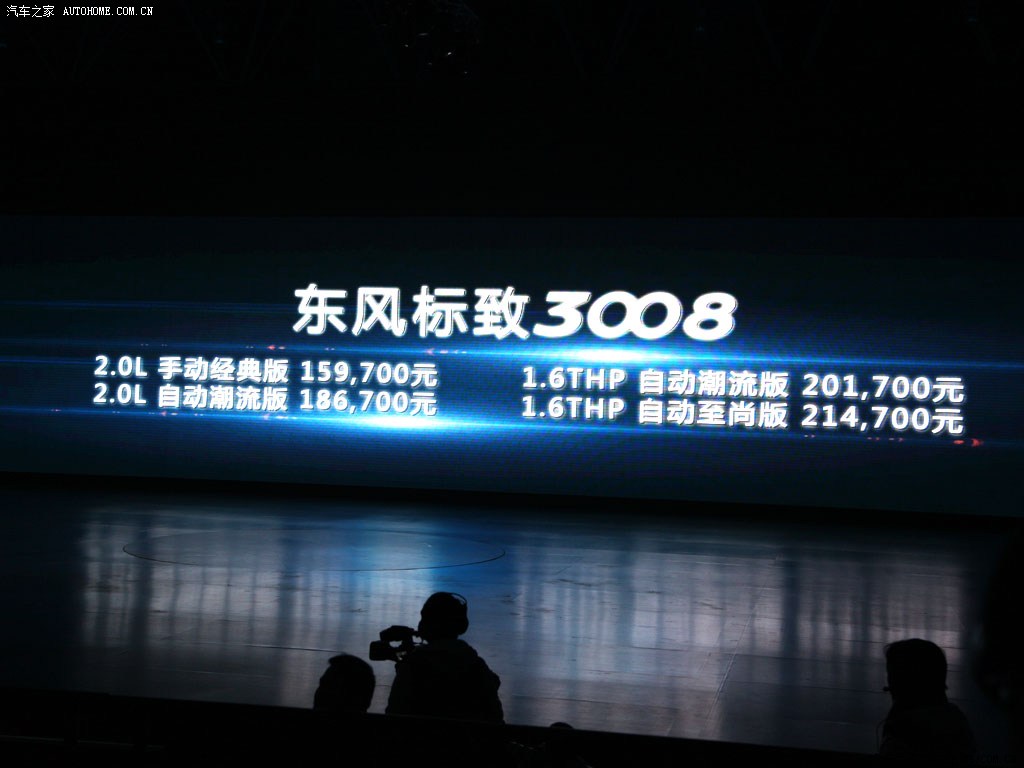 汽车之家 AUTOHOME.COM.CN
东风标致3008
2.0L 手动经典版 159,700元
2.0L 自动潮流版 186,700元
1.6THP 自动潮流版 201,700元
1.6THP 自动至尚版 214,700元